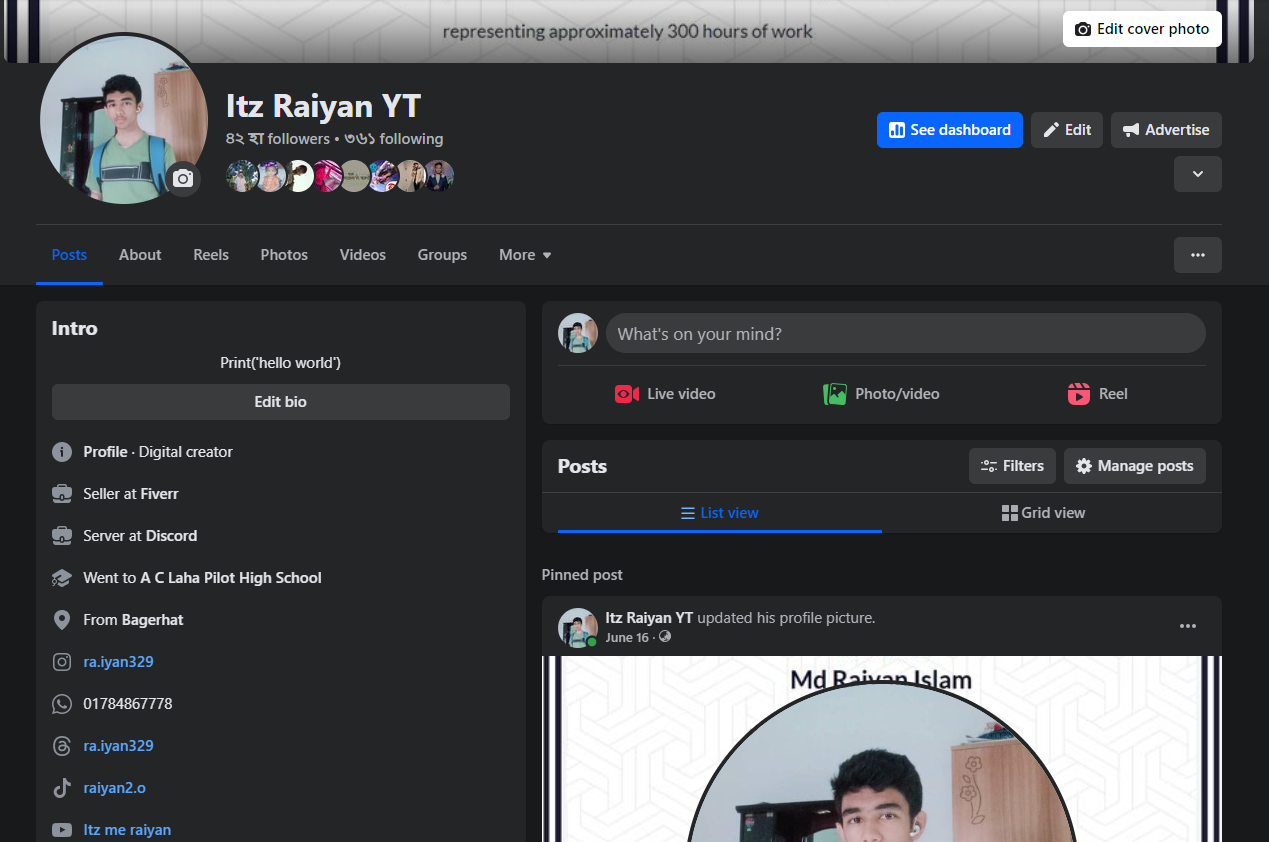 representing approximately 300 hours of work
Edit cover photo
Itz Raiyan YT
৪২ হা followers • ৩৬১ following
See dashboard
Edit
Advertise
Posts
About
Reels
Photos
Videos
Groups
More
Intro
Print('hello world')
Edit bio
Profile · Digital creator
Seller at Fiverr
Server at Discord
Went to A C Laha Pilot High School
From Bagerhat
ra.iyan329
01784867778
ra.iyan329
raiyan2.o
Itz me raiyan
What's on your mind?
Live video
Photo/video
Reel
Posts
Filters
Manage posts
List view
Grid view
Pinned post
Itz Raiyan YT updated his profile picture.
June 16 ·
Md Raiyan Islam